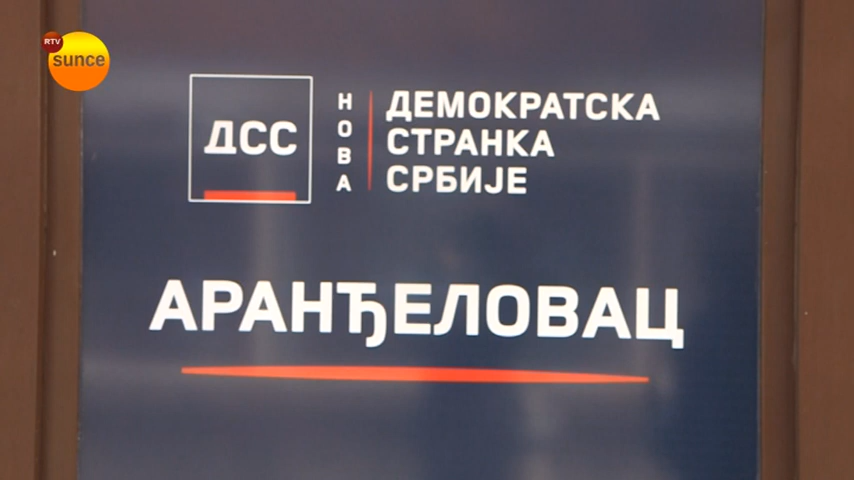 RTV
sunce
ДСС
НОВА
ДЕМОКРАТСКА
СТРАНКА
СРБИЈЕ
АРАНЂЕЛОВАЦ